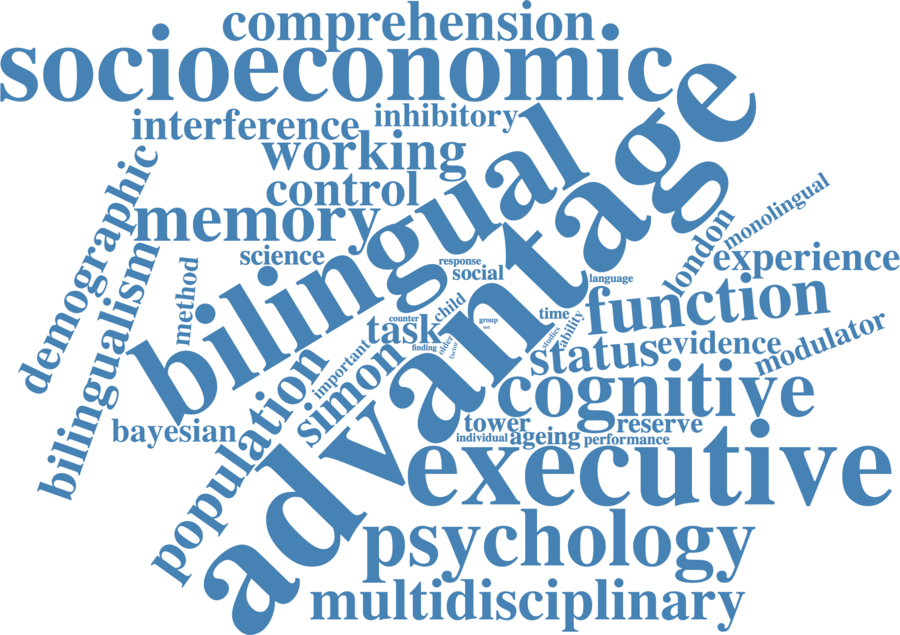 comprehension
socioeconomic
inhibitory
interference
working
control
memory
demographic
bilingualism
science
method
bilingual
advantage
response
social
language
london
monolingual
experience
function
child
counter
task
group
test
time
ability
studies
older
factor
finding
important
simon
status
evidence
modulator
cognitive
population
bayesian
tower
reserve
individual
ageing
performance
executive
psychology
multidisciplinary